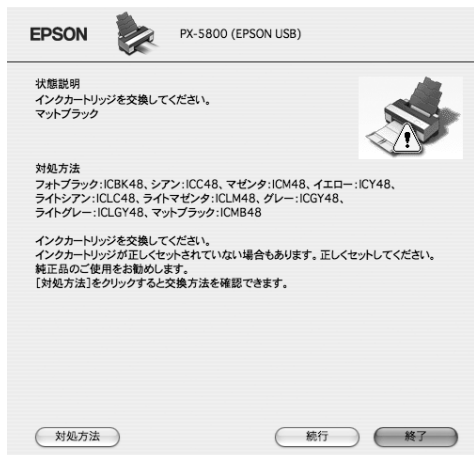 EPSON PX-5800 (EPSON USB)
状態説明
インクカートリッジを交換してください。
マットブラック
対処方法
フォトブラック:ICBK48、シアン:ICC48、マゼンタ:ICM48、イエロー:ICY48、
ライトシアン:ICLC48、ライトマゼンタ:ICLM48、グレー:ICGY48、
ライトグレー:ICLGY48、マットブラック:ICMB48
インクカートリッジを交換してください。
インクカートリッジが正しくセットされていない場合もあります。正しくセットしてください。
純正品のご使用をお勧めします。
[対処方法]をクリックすると交換方法を確認できます。
対処方法 続行 終了